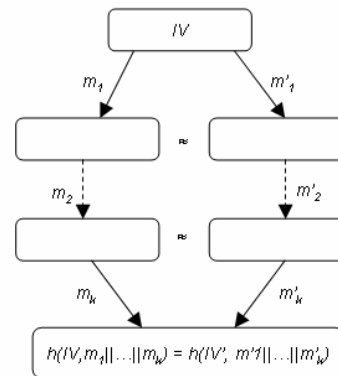 IV
m₁ m'₁
≈
m₂ m'₂
≈
mₖ m'ₖ
h(IV,m₁||...||mₖ) = h(IV', m'1||...||m'ₖ)